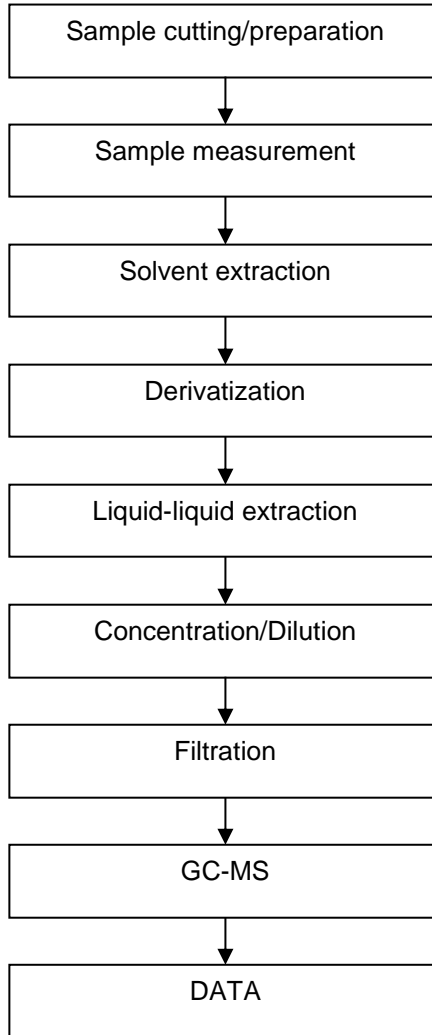 Sample cutting/preparation
Sample measurement
Solvent extraction
Derivatization
Liquid-liquid extraction
Concentration/Dilution
Filtration
GC-MS
DATA